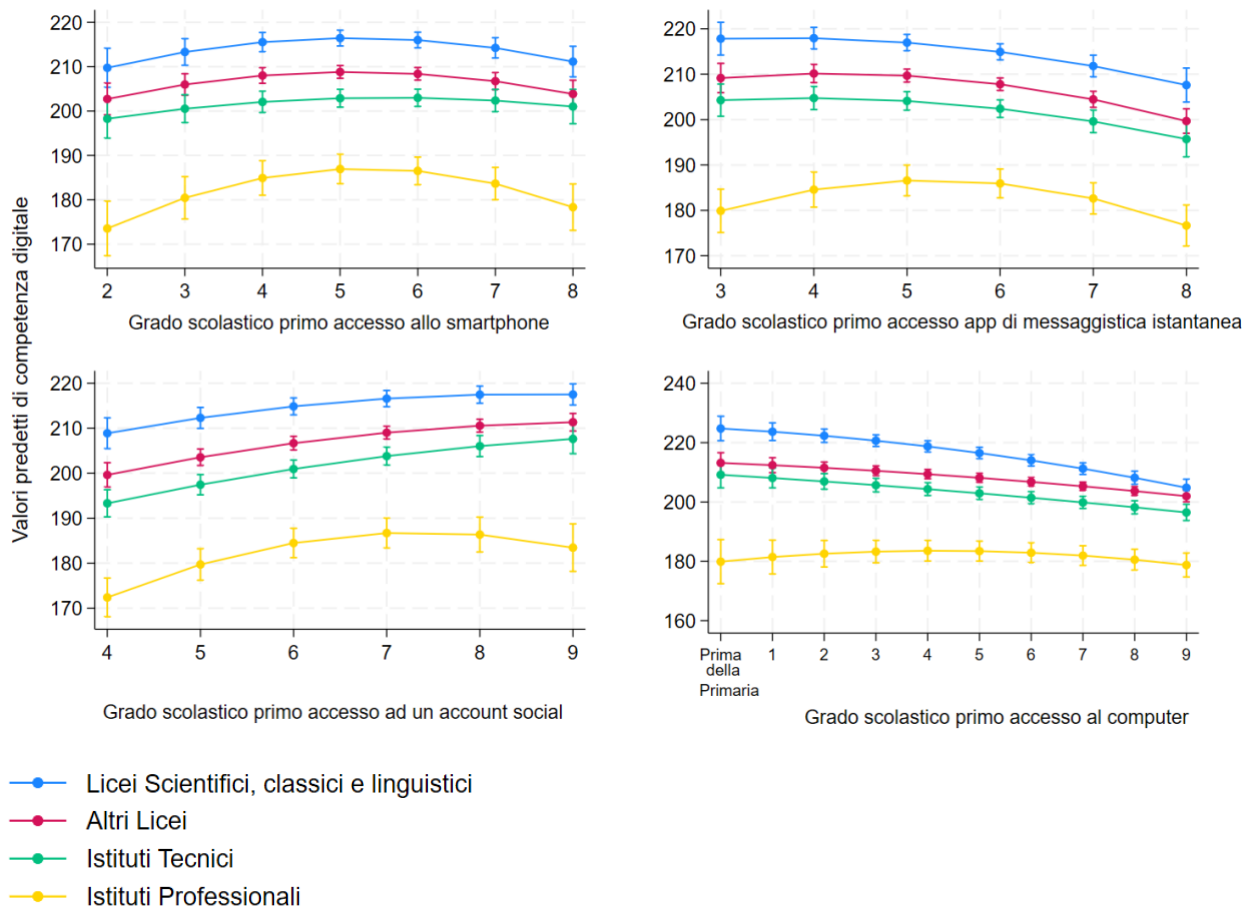 Valori predetti di competenza digitale
220
210
200
190
180
170
2 3 4 5 6 7 8
Grado scolastico primo accesso allo smartphone
220
210
200
190
180
170
3 4 5 6 7 8
Grado scolastico primo accesso app di messaggistica istantanea
220
210
200
190
180
170
4 5 6 7 8 9
Grado scolastico primo accesso ad un account social
240
220
200
180
160
Prima della Primaria 1 2 3 4 5 6 7 8 9
Grado scolastico primo accesso al computer
Licei Scientifici, classici e linguistici
Altri Licei
Istituti Tecnici
Istituti Professionali